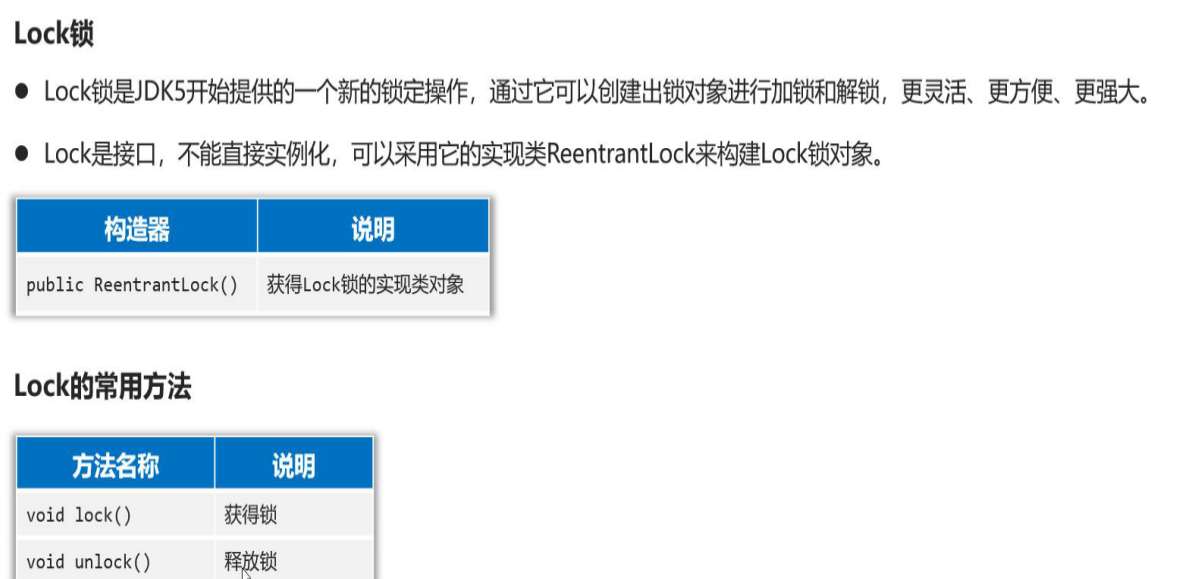 Lock锁
● Lock锁是JDK5开始提供的一个新的锁定操作，通过它可以创建出锁对象进行加锁和解锁，更灵活、更方便、更强大。
● Lock是接口，不能直接实例化，可以采用它的实现类ReentrantLock来构建Lock锁对象。
构造器 说明
public ReentrantLock() 获得Lock锁的实现类对象
Lock的常用方法
方法名称 说明
void lock() 获得锁
void unlock() 释放锁